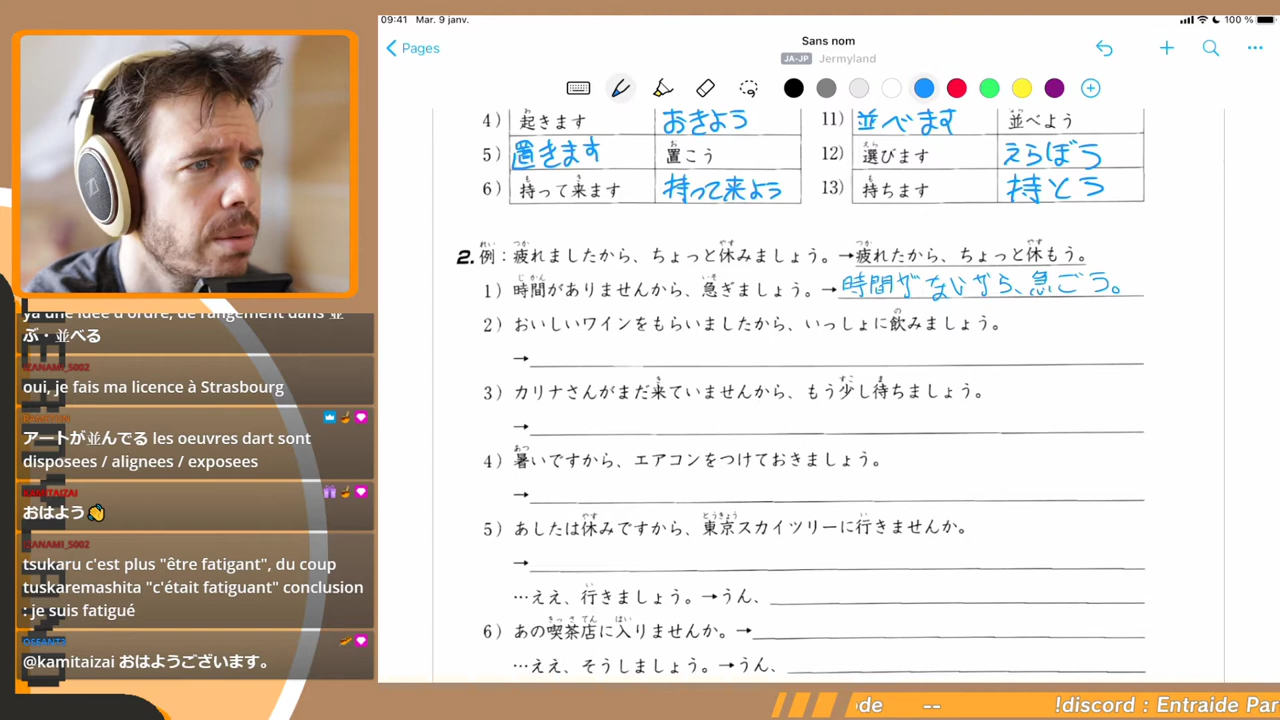 09:41 Mar. 9 janv.
100 %
Pages
Sans nom
JA-JP Jermyland
4) 起きます おきよう 11) 並べます 並べよう
5) 置きます 置こう 12) 選びます えらぼう
6) 持って来ます 持って来よう 13) 持ちます 持とう
2. 例：疲れましたから、ちょっと休みましょう。→疲れたから、ちょっと休もう。
1) 時間がありませんから、急ぎましょう。→ 時間がないから、急ごう。
2) おいしいワインをもらいましたから、いっしょに飲みましょう。
→
3) カリナさんがまだ来ていませんから、もう少し待ちましょう。
→
4) 暑いですから、エアコンをつけておきましょう。
→
5) あしたは休みですから、東京スカイツリーに行きませんか。
→
…ええ、行きましょう。→うん、
6) あの喫茶店に入りませんか。→
…ええ、そうしましょう。→うん、
ya une idée d'ordre, de rangement dans 並
ぶ・並べる
IZANAMI_5002
oui, je fais ma licence à Strasbourg
アートが並んでる les oeuvres dart sont
disposees / alignees / exposees
KAMITAIZAI
おはよう👋
IZANAMI_5002
tsukaru c'est plus "être fatigant", du coup
tuskaremashita "c'était fatiguant" conclusion
: je suis fatigué
@kamitaizai おはようございます。
de -- !discord : Entraide Par